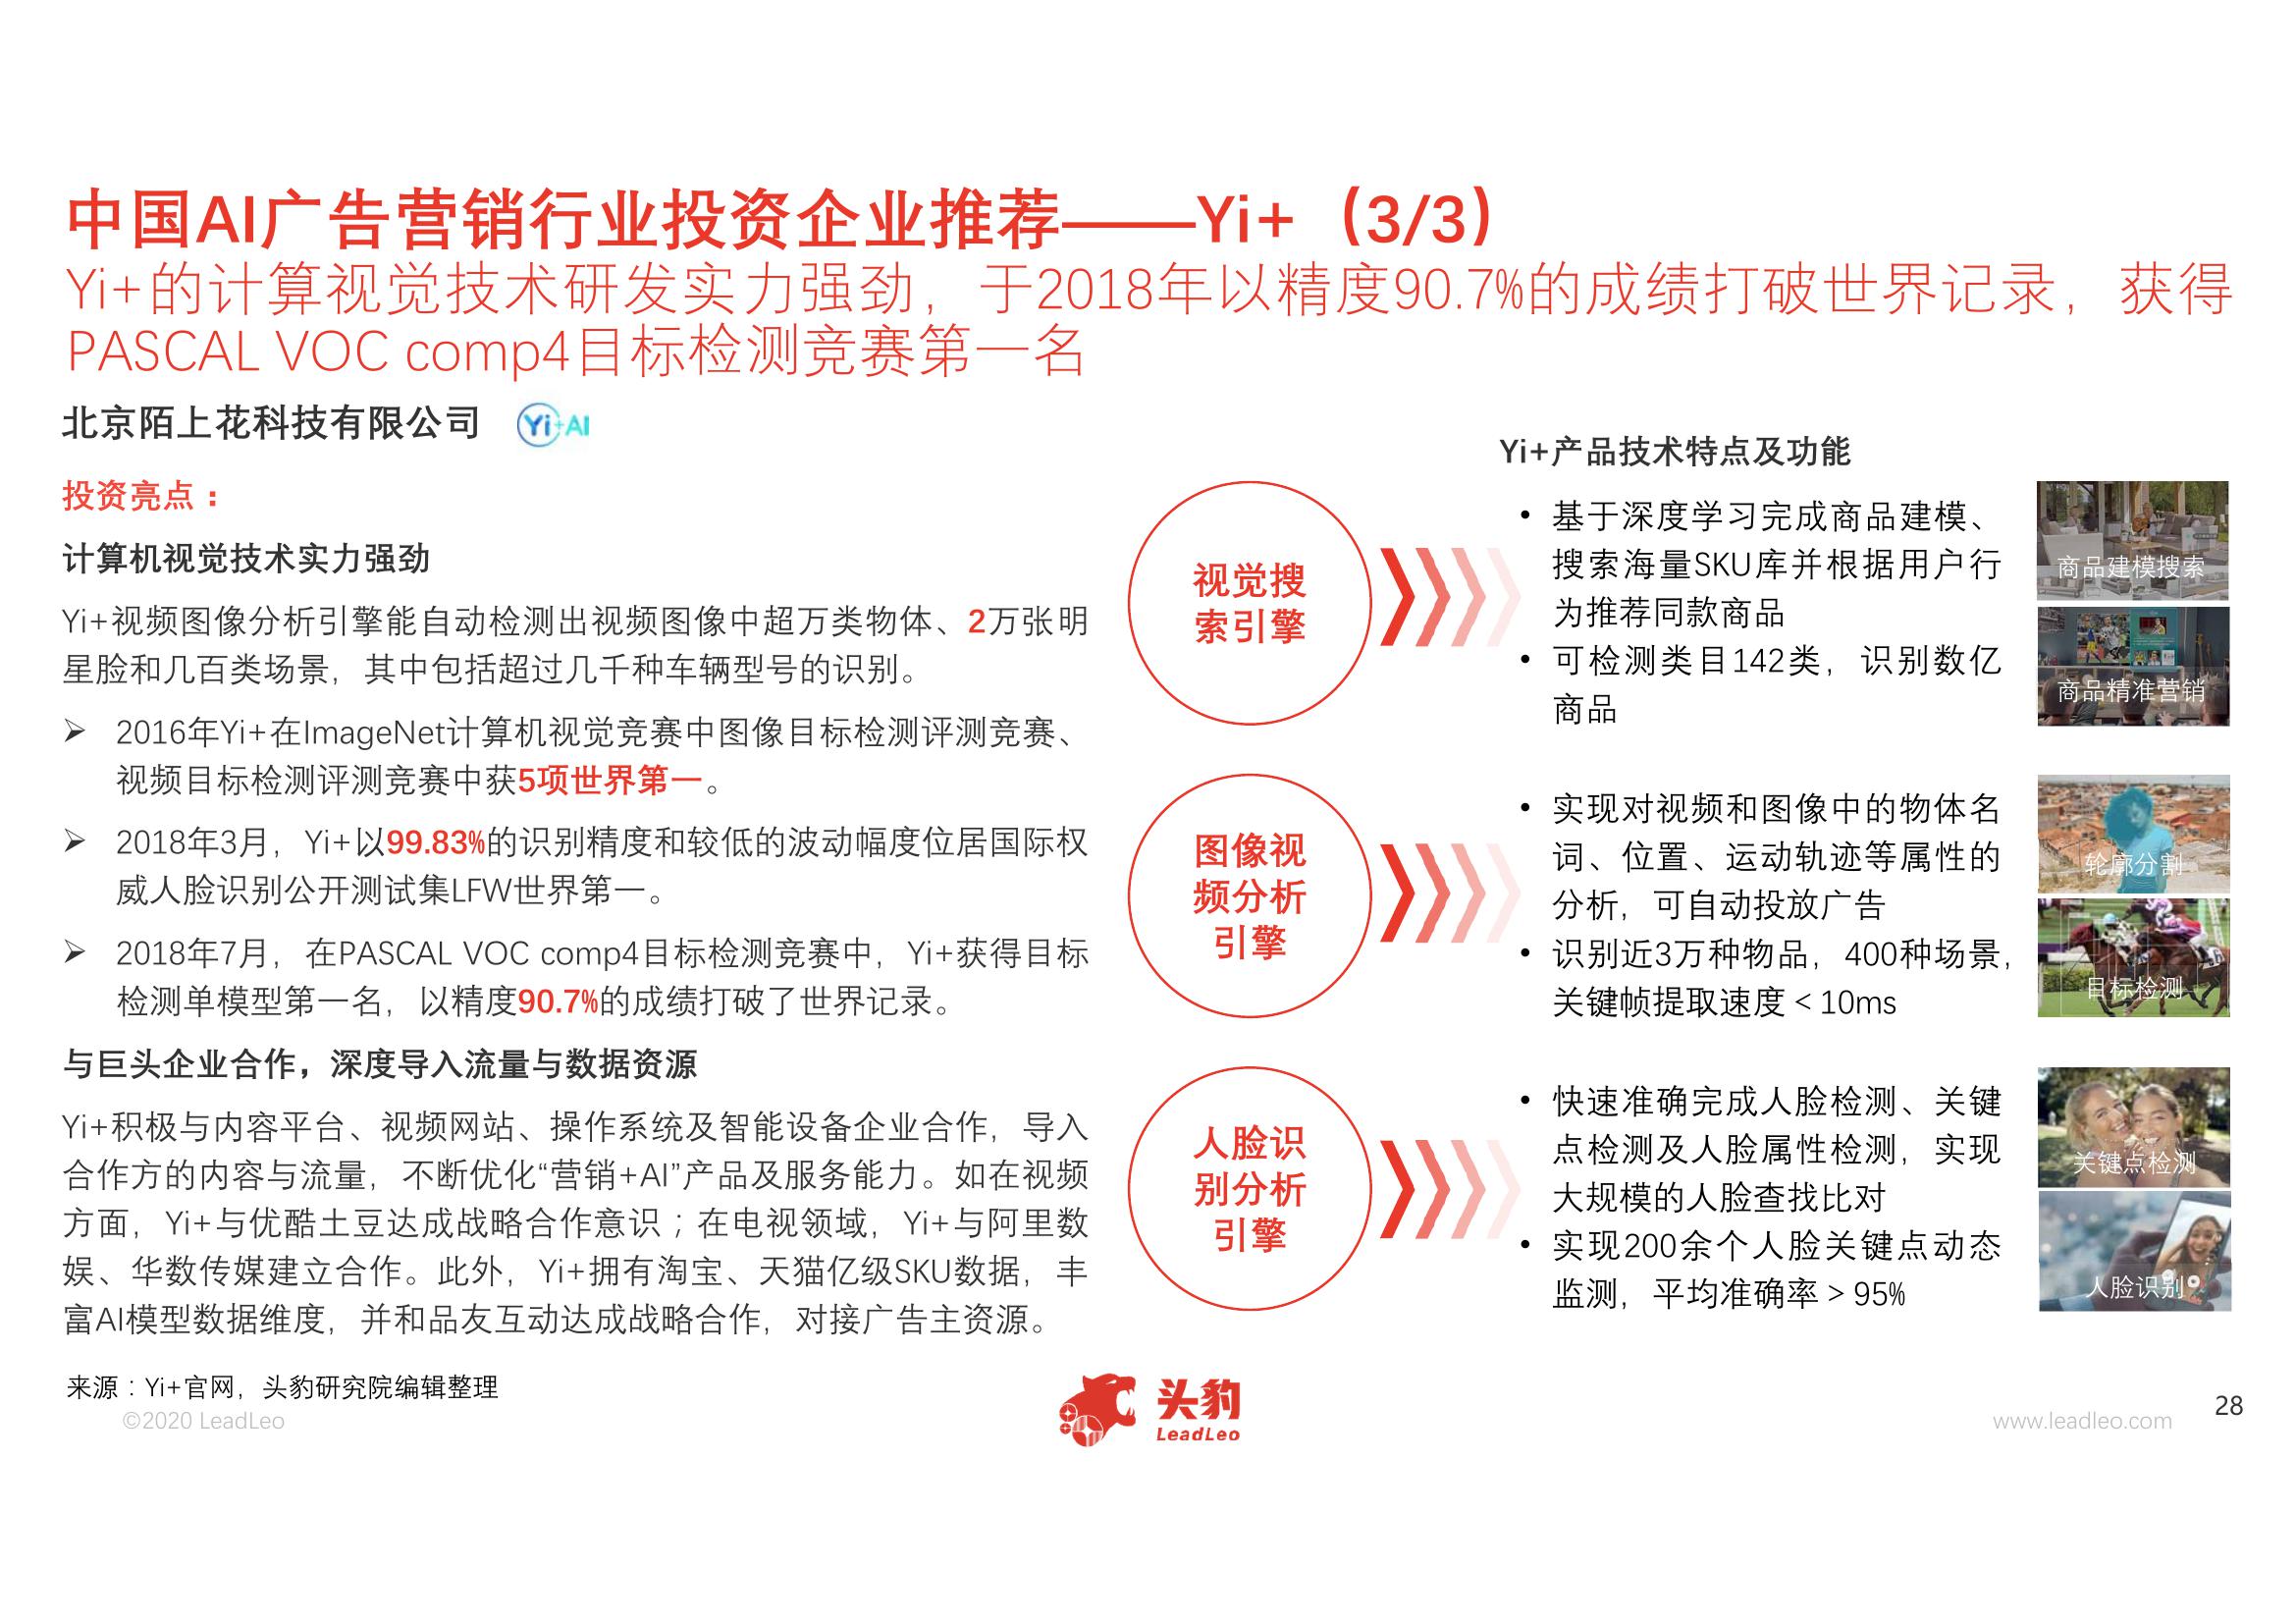 中国AI广告营销行业投资企业推荐——Yi+（3/3）
Yi+的计算视觉技术研发实力强劲，于2018年以精度90.7%的成绩打破世界记录，获得
PASCAL VOC comp4目标检测竞赛第一名
北京陌上花科技有限公司
Yi+AI
投资亮点：
计算机视觉技术实力强劲
Yi+视频图像分析引擎能自动检测出视频图像中超万类物体、2万张明
星脸和几百类场景，其中包括超过几千种车辆型号的识别。
➢ 2016年Yi+在ImageNet计算机视觉竞赛中图像目标检测评测竞赛、
视频目标检测评测竞赛中获5项世界第一。
➢ 2018年3月，Yi+以99.83%的识别精度和较低的波动幅度位居国际权
威人脸识别公开测试集LFW世界第一。
➢ 2018年7月，在PASCAL VOC comp4目标检测竞赛中，Yi+获得目标
检测单模型第一名，以精度90.7%的成绩打破了世界记录。
与巨头企业合作，深度导入流量与数据资源
Yi+积极与内容平台、视频网站、操作系统及智能设备企业合作，导入
合作方的内容与流量，不断优化“营销+AI”产品及服务能力。如在视频
方面，Yi+与优酷土豆达成战略合作意识；在电视领域，Yi+与阿里数
娱、华数传媒建立合作。此外，Yi+拥有淘宝、天猫亿级SKU数据，丰
富AI模型数据维度，并和品友互动达成战略合作，对接广告主资源。
Yi+产品技术特点及功能
视觉搜
索引擎
• 基于深度学习完成商品建模、
搜索海量SKU库并根据用户行
为推荐同款商品
• 可检测类目142类，识别数亿
商品
商品建模搜索
商品精准营销
图像视
频分析
引擎
• 实现对视频和图像中的物体名
词、位置、运动轨迹等属性的
分析，可自动投放广告
• 识别近3万种物品，400种场景，
关键帧提取速度＜10ms
轮廓分割
目标检测
人脸识
别分析
引擎
• 快速准确完成人脸检测、关键
点检测及人脸属性检测，实现
大规模的人脸查找比对
• 实现200余个人脸关键点动态
监测，平均准确率＞95%
关键点检测
人脸识别
来源：Yi+官网，头豹研究院编辑整理
©2020 LeadLeo
头豹
LeadLeo
www.leadleo.com
28